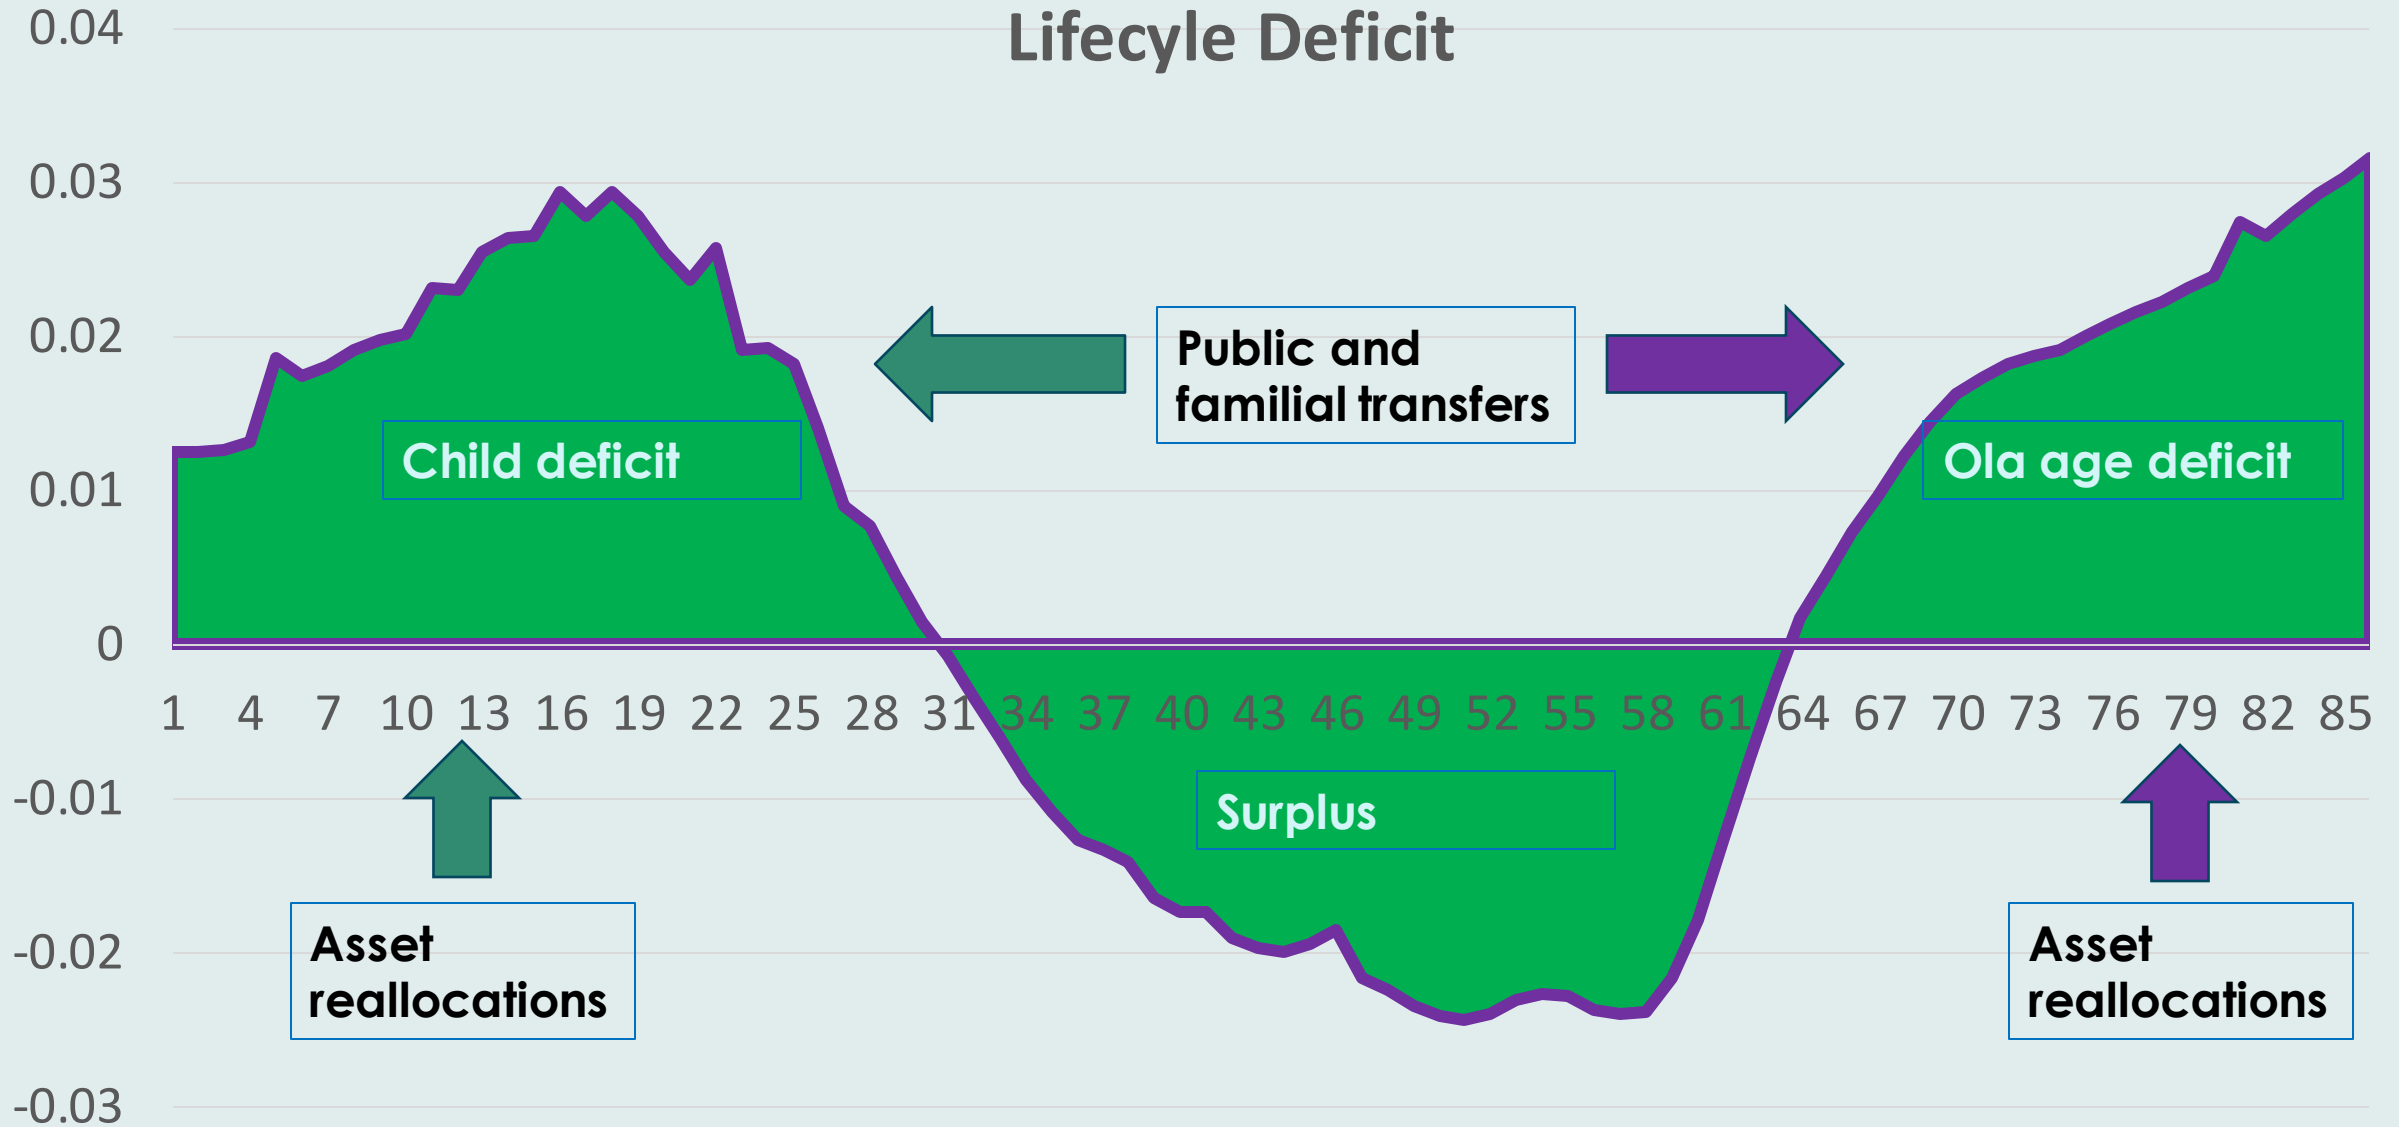 Lifecyle Deficit
0.04
0.03
0.02
0.01
0
-0.01
-0.02
-0.03
Public and
familial transfers
Child deficit
Ola age deficit
1 4 7 10 13 16 19 22 25 28 31 34 37 40 43 46 49 52 55 58 61 64 67 70 73 76 79 82 85
Surplus
Asset
reallocations
Asset
reallocations